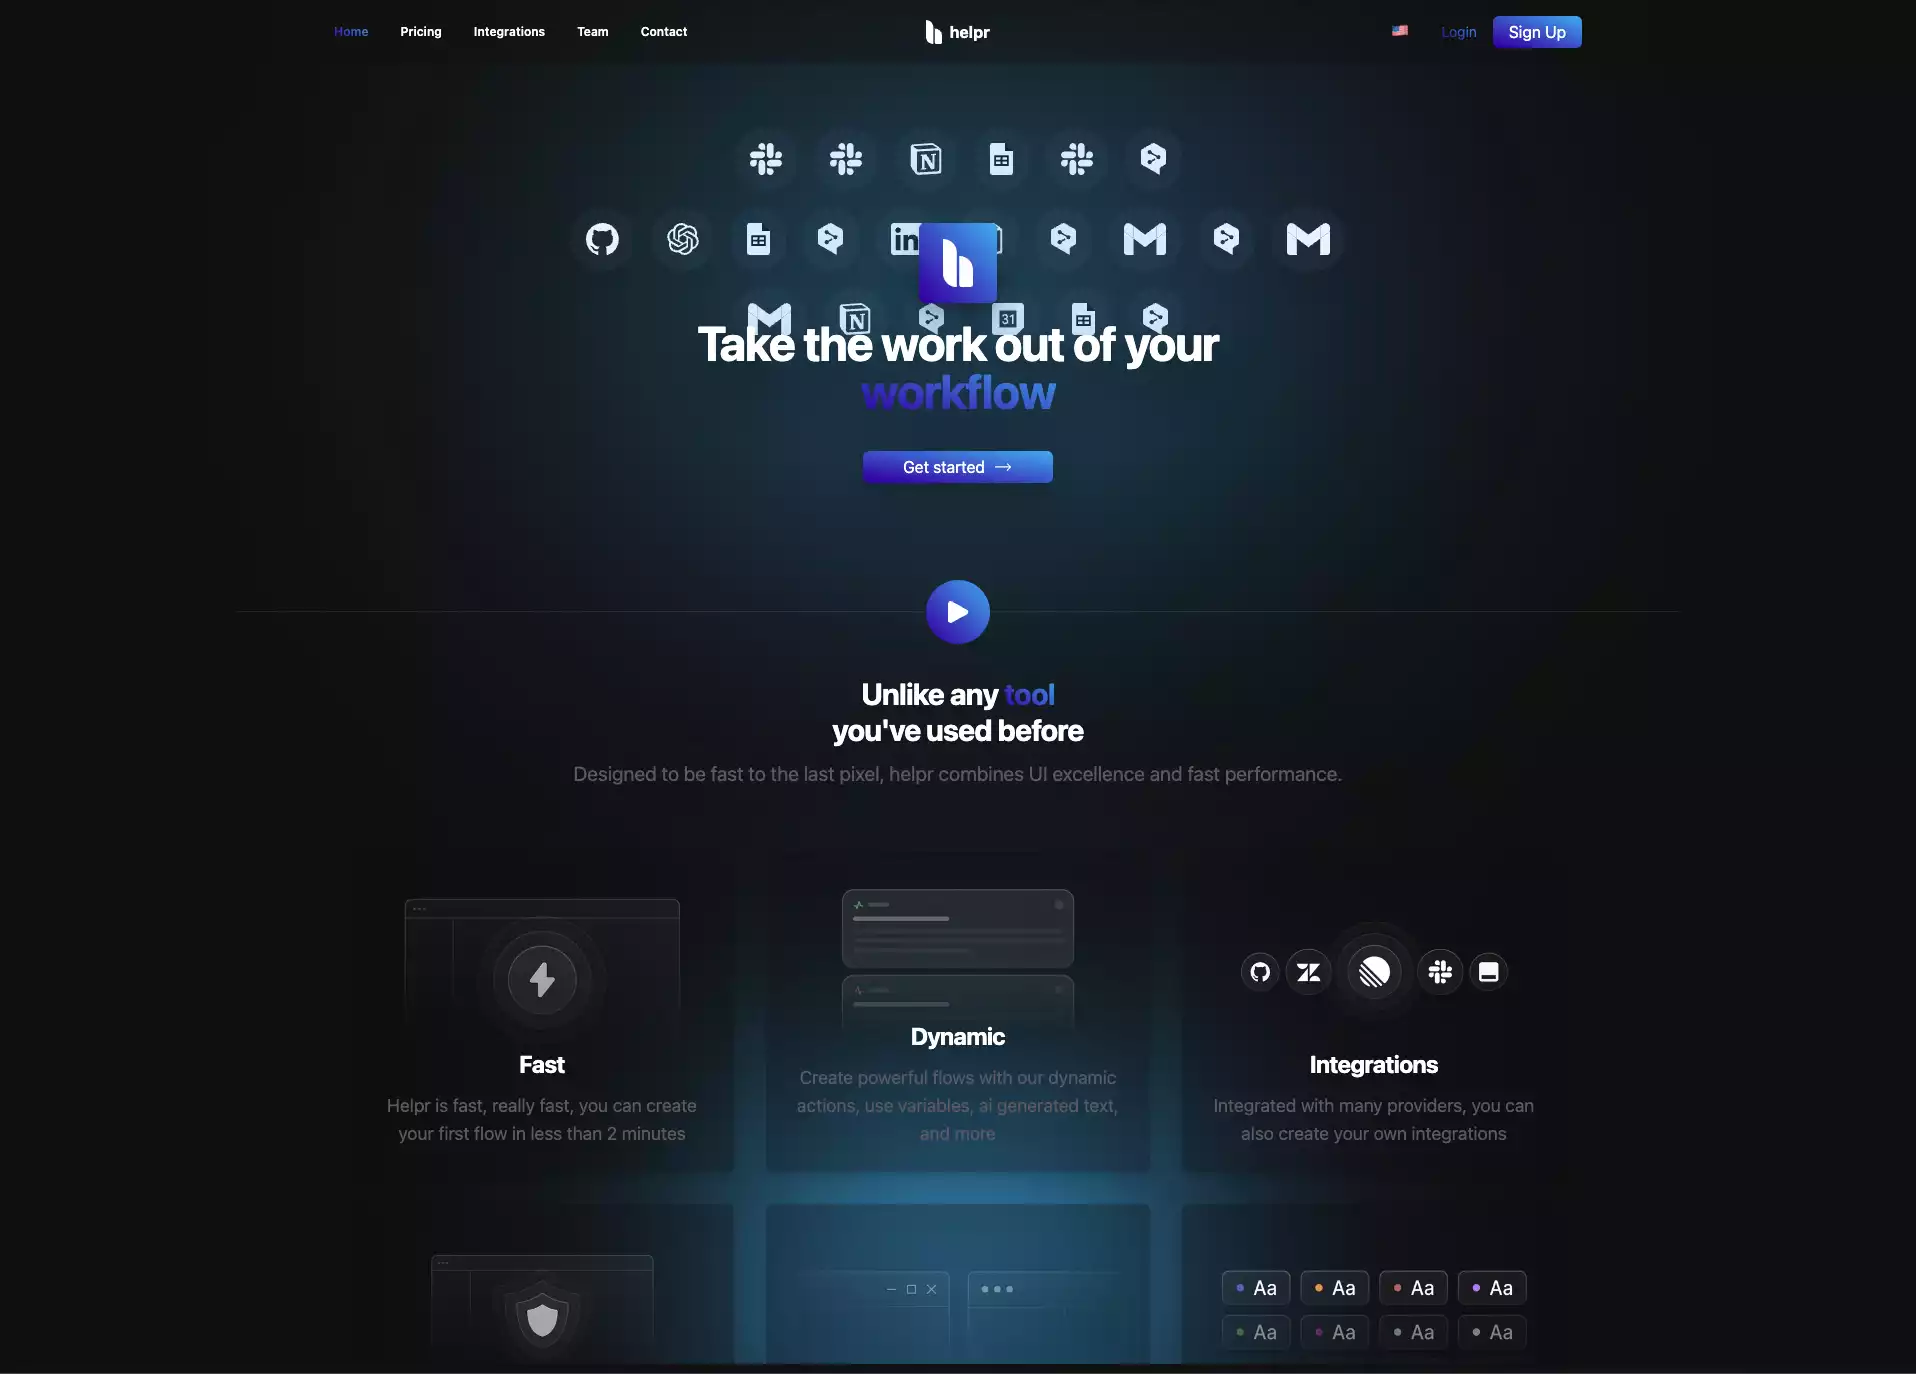 Home Pricing Integrations Team Contact
helpr
Login Sign Up
N
in
31
N
Take the work out of your
workflow
Get started →
Unlike any tool
you've used before
Designed to be fast to the last pixel, helpr combines UI excellence and fast performance.
Fast
Helpr is fast, really fast, you can create
your first flow in less than 2 minutes
Dynamic
Create powerful flows with our dynamic
actions, use variables, ai generated text,
and more
Integrations
Integrated with many providers, you can
also create your own integrations
Aa Aa Aa Aa
Aa Aa Aa Aa